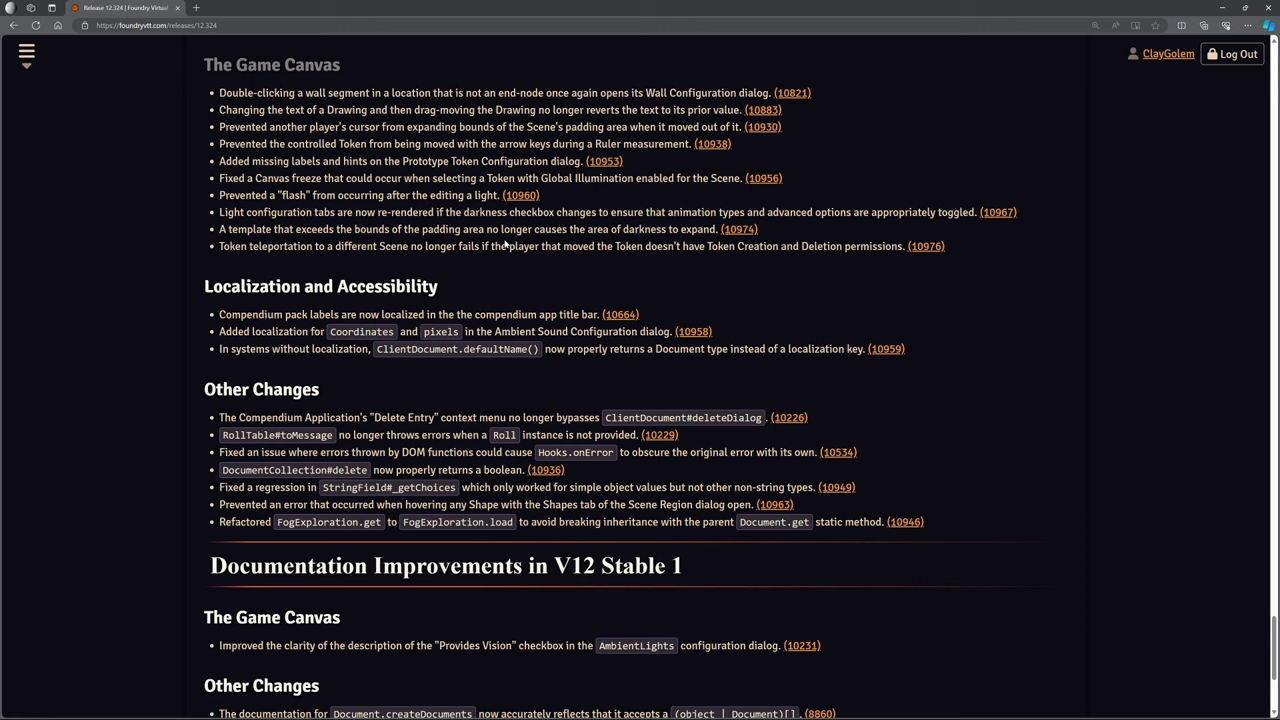 Release 12.324 | Foundry Virtual
https://foundryvtt.com/releases/12.324
ClayGolem
Log Out
The Game Canvas
• Double-clicking a wall segment in a location that is not an end-node once again opens its Wall Configuration dialog. (10821)
• Changing the text of a Drawing and then drag-moving the Drawing no longer reverts the text to its prior value. (10883)
• Prevented another player's cursor from expanding bounds of the Scene's padding area when it moved out of it. (10930)
• Prevented the controlled Token from being moved with the arrow keys during a Ruler measurement. (10938)
• Added missing labels and hints on the Prototype Token Configuration dialog. (10953)
• Fixed a Canvas freeze that could occur when selecting a Token with Global Illumination enabled for the Scene. (10956)
• Prevented a "flash" from occurring after the editing a light. (10960)
• Light configuration tabs are now re-rendered if the darkness checkbox changes to ensure that animation types and advanced options are appropriately toggled. (10967)
• A template that exceeds the bounds of the padding area no longer causes the area of darkness to expand. (10974)
• Token teleportation to a different Scene no longer fails if the player that moved the Token doesn't have Token Creation and Deletion permissions. (10976)
Localization and Accessibility
• Compendium pack labels are now localized in the the compendium app title bar. (10664)
• Added localization for Coordinates and pixels in the Ambient Sound Configuration dialog. (10958)
• In systems without localization, ClientDocument.defaultName() now properly returns a Document type instead of a localization key. (10959)
Other Changes
• The Compendium Application's "Delete Entry" context menu no longer bypasses ClientDocument#deleteDialog. (10226)
• RollTable#toMessage no longer throws errors when a Roll instance is not provided. (10229)
• Fixed an issue where errors thrown by DOM functions could cause Hooks.onError to obscure the original error with its own. (10534)
• DocumentCollection#delete now properly returns a boolean. (10936)
• Fixed a regression in StringField#_getChoices which only worked for simple object values but not other non-string types. (10949)
• Prevented an error that occurred when hovering any Shape with the Shapes tab of the Scene Region dialog open. (10963)
• Refactored FogExploration.get to FogExploration.load to avoid breaking inheritance with the parent Document.get static method. (10946)
Documentation Improvements in V12 Stable 1
The Game Canvas
• Improved the clarity of the description of the "Provides Vision" checkbox in the AmbientLights configuration dialog. (10231)
Other Changes
• The documentation for Document.createDocuments now accurately reflects that it accepts a (object | Document)[]. (8860)